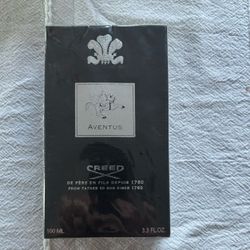 AVENTUS
CREED
DE PÈRE EN FILS DEPUIS 1760
FROM FATHER TO SON SINCE 1760
100 ML
3.3 FL.OZ.